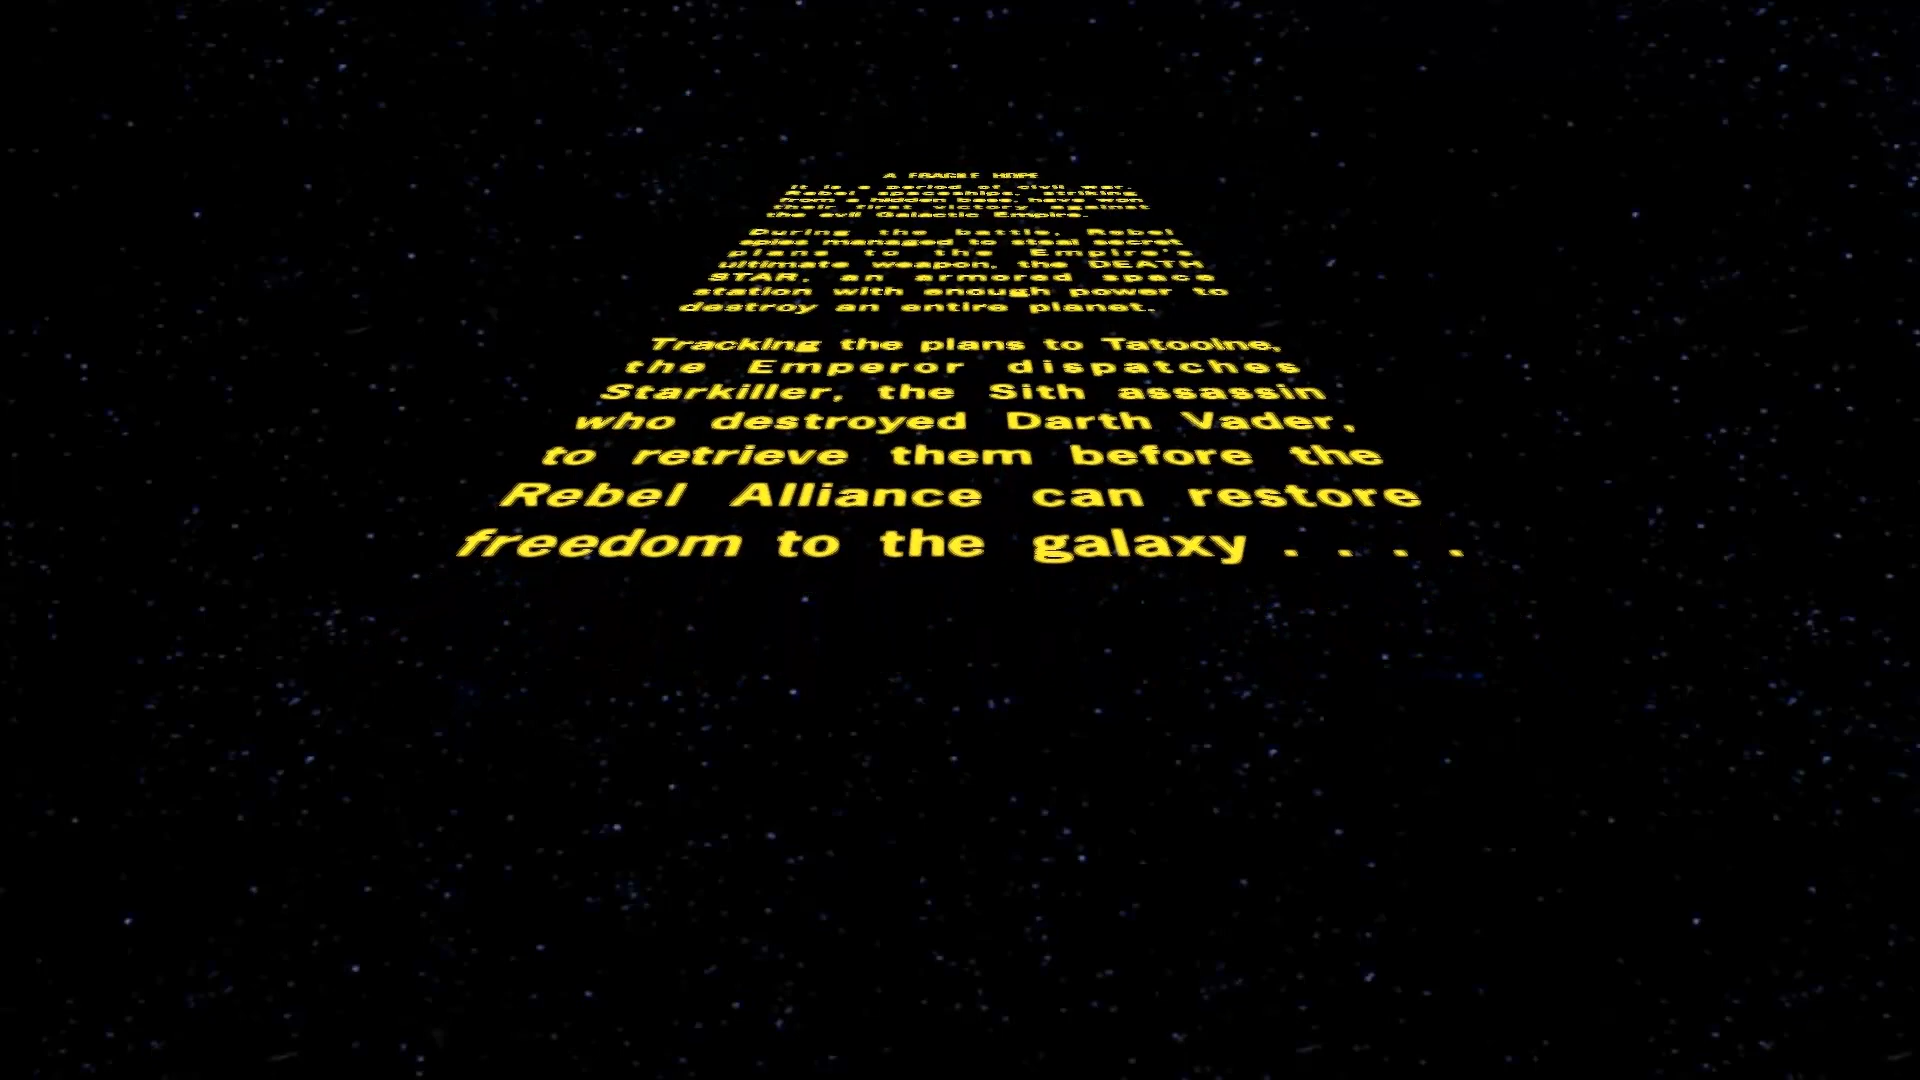 A FRAGILE HOPE
It is a period of civil war.
Rebel spaceships, striking
from a hidden base, have won
their first victory against
the evil Galactic Empire.
During the battle, Rebel
spies managed to steal secret
plans to the Empire's
ultimate weapon, the DEATH
STAR, an armored space
station with enough power to
destroy an entire planet.
Tracking the plans to Tatooine,
the Emperor dispatches
Starkiller, the Sith assassin
who destroyed Darth Vader,
to retrieve them before the
Rebel Alliance can restore
freedom to the galaxy . . . .